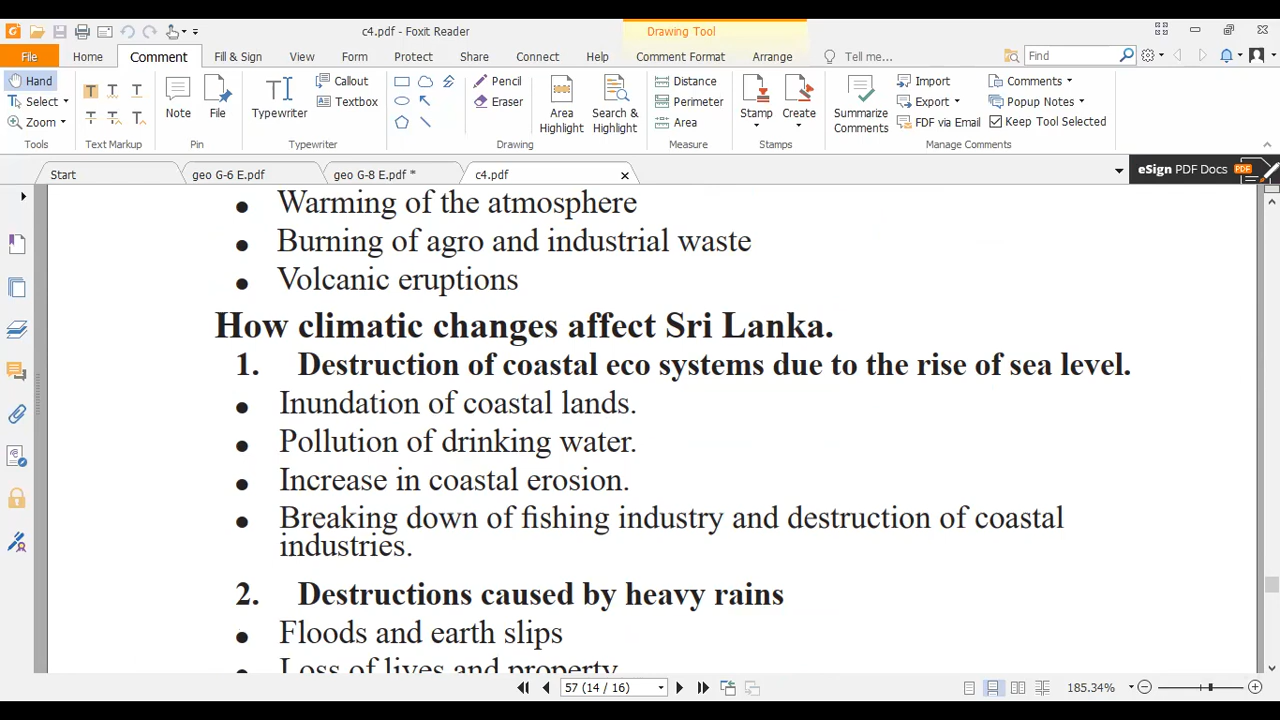 c4.pdf - Foxit Reader
Drawing Tool
File
Home
Comment
Fill & Sign
View
Form
Protect
Share
Connect
Help
Comment Format
Arrange
Tell me...
Find
Hand
Select
Zoom
Tools
T T T
T T T
Text Markup
Note
File
Pin
Typewriter
Callout
Textbox
Typewriter
Pencil
Eraser
Area Highlight
Search & Highlight
Drawing
Distance
Perimeter
Area
Measure
Stamp
Create
Stamps
Summarize Comments
Import
Export
FDF via Email
Comments
Popup Notes
Keep Tool Selected
Manage Comments
Start
geo G-6 E.pdf
geo G-8 E.pdf *
c4.pdf
eSign PDF Docs
PDF
● Warming of the atmosphere
● Burning of agro and industrial waste
● Volcanic eruptions
How climatic changes affect Sri Lanka.
1. Destruction of coastal eco systems due to the rise of sea level.
● Inundation of coastal lands.
● Pollution of drinking water.
● Increase in coastal erosion.
● Breaking down of fishing industry and destruction of coastal
industries.
2. Destructions caused by heavy rains
● Floods and earth slips
● Loss of lives and property
57 (14 / 16)
185.34%